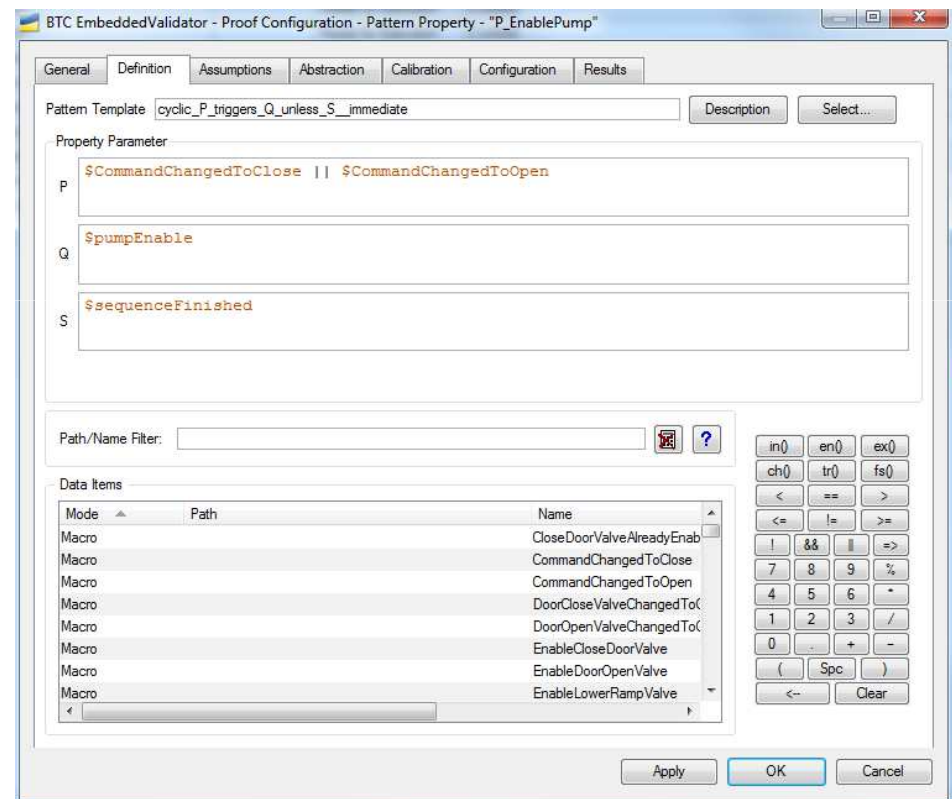 BTC EmbeddedValidator - Proof Configuration - Pattern Property - "P_EnablePump"
General Definition Assumptions Abstraction Calibration Configuration Results
Pattern Template cyclic_P_triggers_Q_unless_S__immediate Description Select...
Property Parameter
P $CommandChangedToClose || $CommandChangedToOpen
Q $pumpEnable
S $sequenceFinished
Path/Name Filter: ?
Data Items
Mode Path Name
Macro CloseDoorValveAlreadyEnab
Macro CommandChangedToClose
Macro CommandChangedToOpen
Macro DoorCloseValveChangedToC
Macro DoorOpenValveChangedToC
Macro EnableCloseDoorValve
Macro EnableDoorOpenValve
Macro EnableLowerRampValve
in() en() ex()
ch() tr() fs()
< == >
<= != >=
! && || =>
7 8 9 %
4 5 6 *
1 2 3 /
0 . + -
( Spc )
<-- Clear
Apply OK Cancel